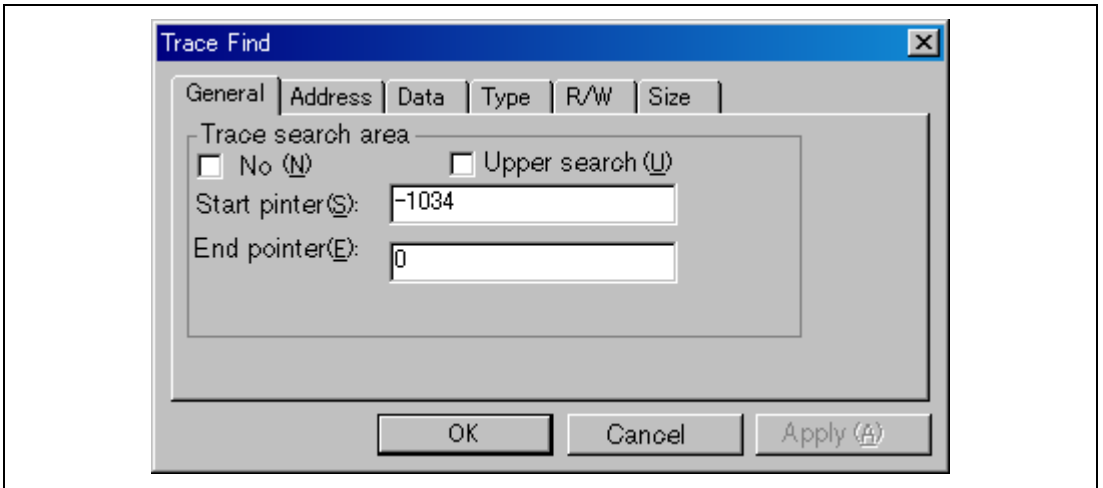 Trace Find
General Address Data Type R/W Size
Trace search area
No (N) Upper search (U)
Start pinter(S): -1034
End pointer(E): 0
OK Cancel Apply (A)